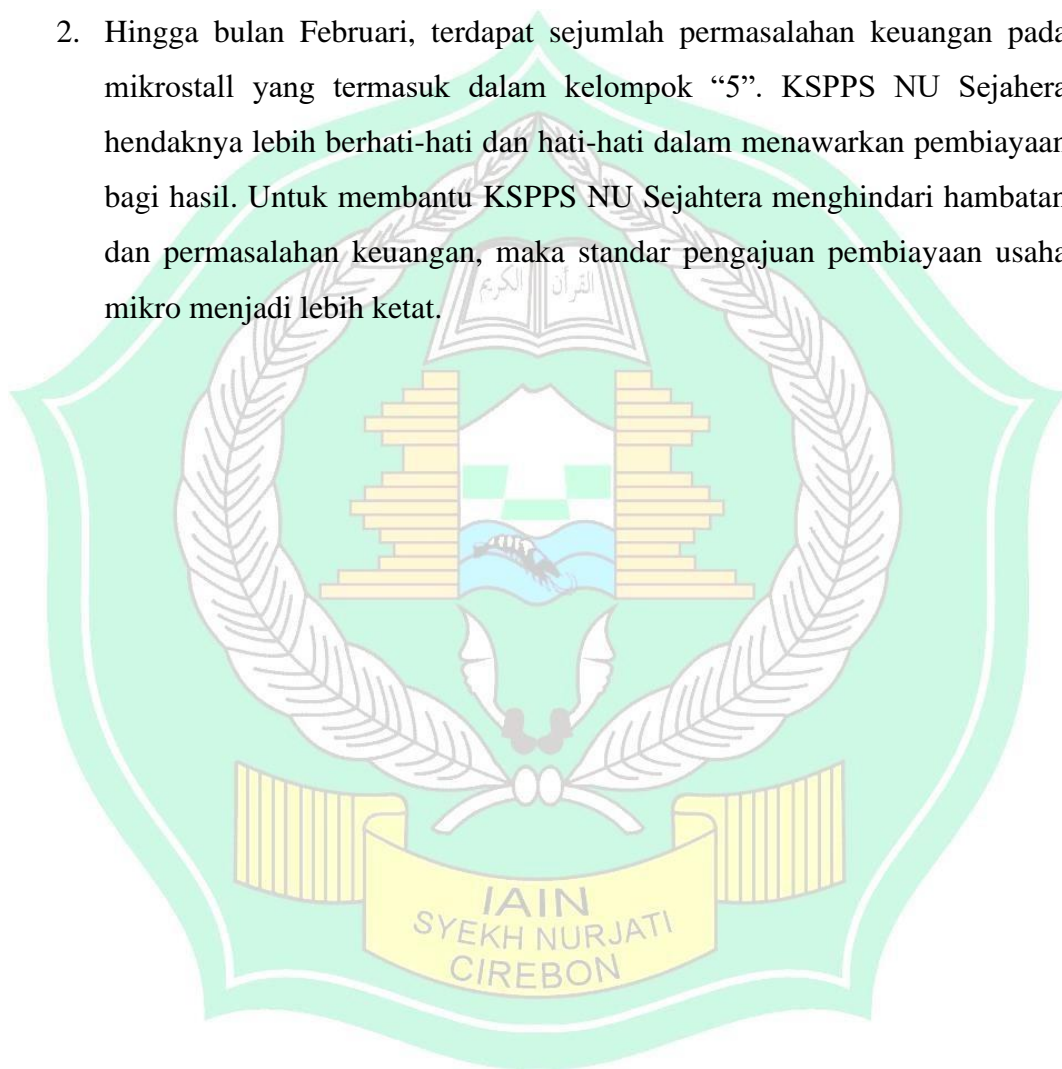 2. Hingga bulan Februari, terdapat sejumlah permasalahan keuangan pada
mikrostall yang termasuk dalam kelompok “5”. KSPPS NU Sejahera
hendaknya lebih berhati-hati dan hati-hati dalam menawarkan pembiayaan
bagi hasil. Untuk membantu KSPPS NU Sejahtera menghindari hambatan
dan permasalahan keuangan, maka standar pengajuan pembiayaan usaha
mikro menjadi lebih ketat.
القرآن الكريم
IAIN
SYEKH NURJATI
CIREBON